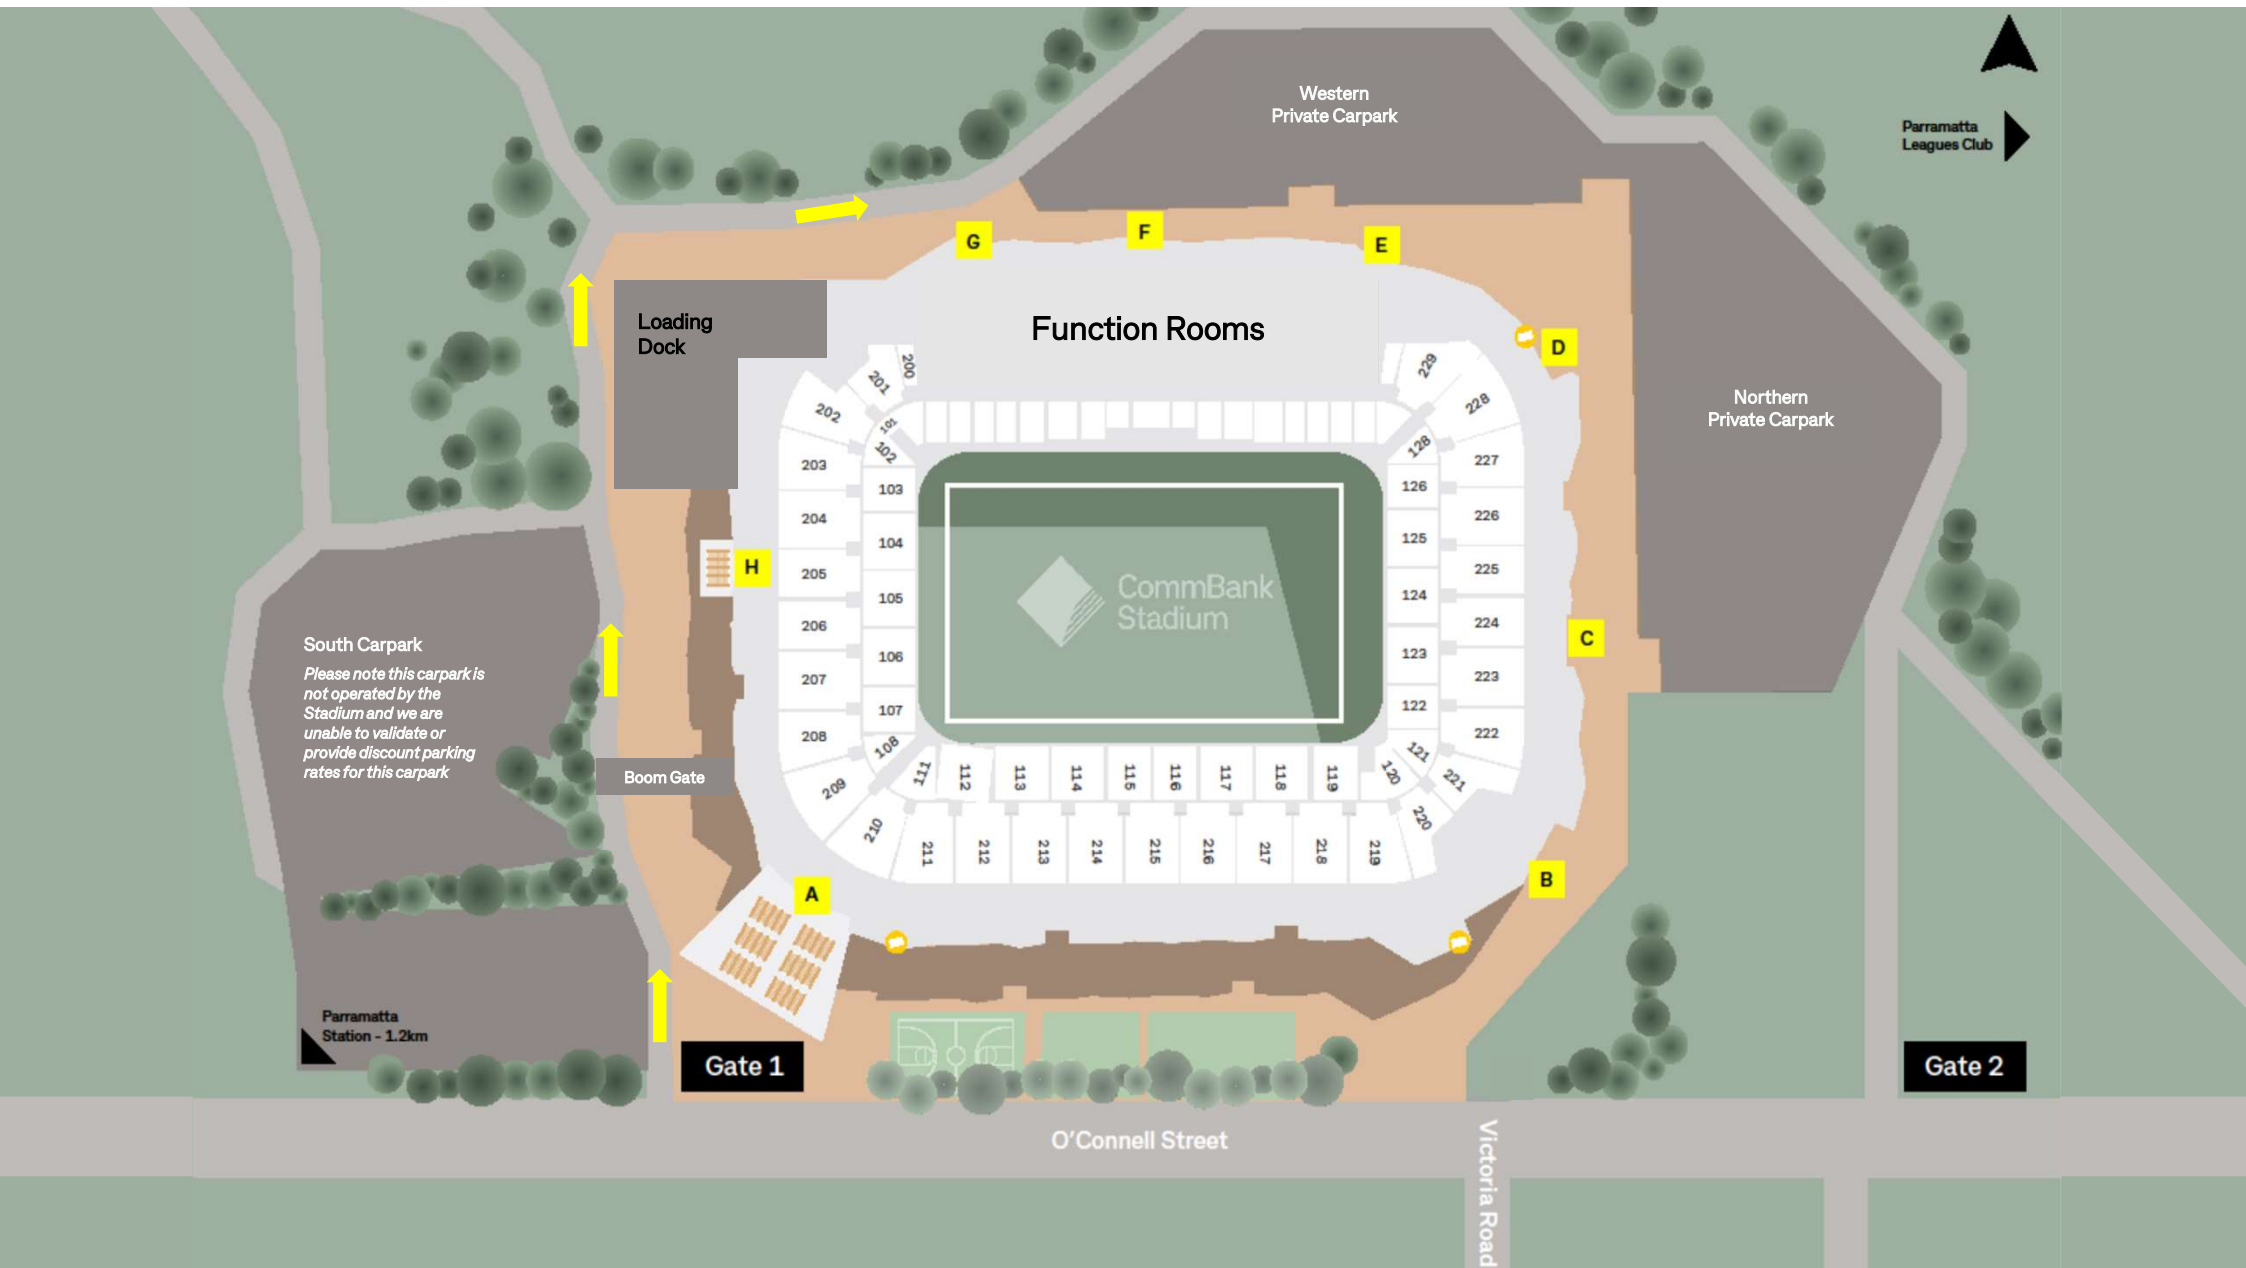 Western
Private Carpark
Parramatta
Leagues Club
G
F
E
Loading
Dock
Function Rooms
D
Northern
Private Carpark
200
201
202
101
102
203
103
204
104
H
205
105
206
106
207
107
208
108
209
210
229
228
128
227
126
226
125
225
124
224
C
123
223
122
222
121
221
120
220
CommBank
Stadium
South Carpark
Please note this carpark is
not operated by the
Stadium and we are
unable to validate or
provide discount parking
rates for this carpark
Boom Gate
111
112
113
114
115
116
117
118
119
211
212
213
214
215
216
217
218
219
A
B
Parramatta
Station - 1.2km
Gate 1
Gate 2
O'Connell Street
Victoria Road